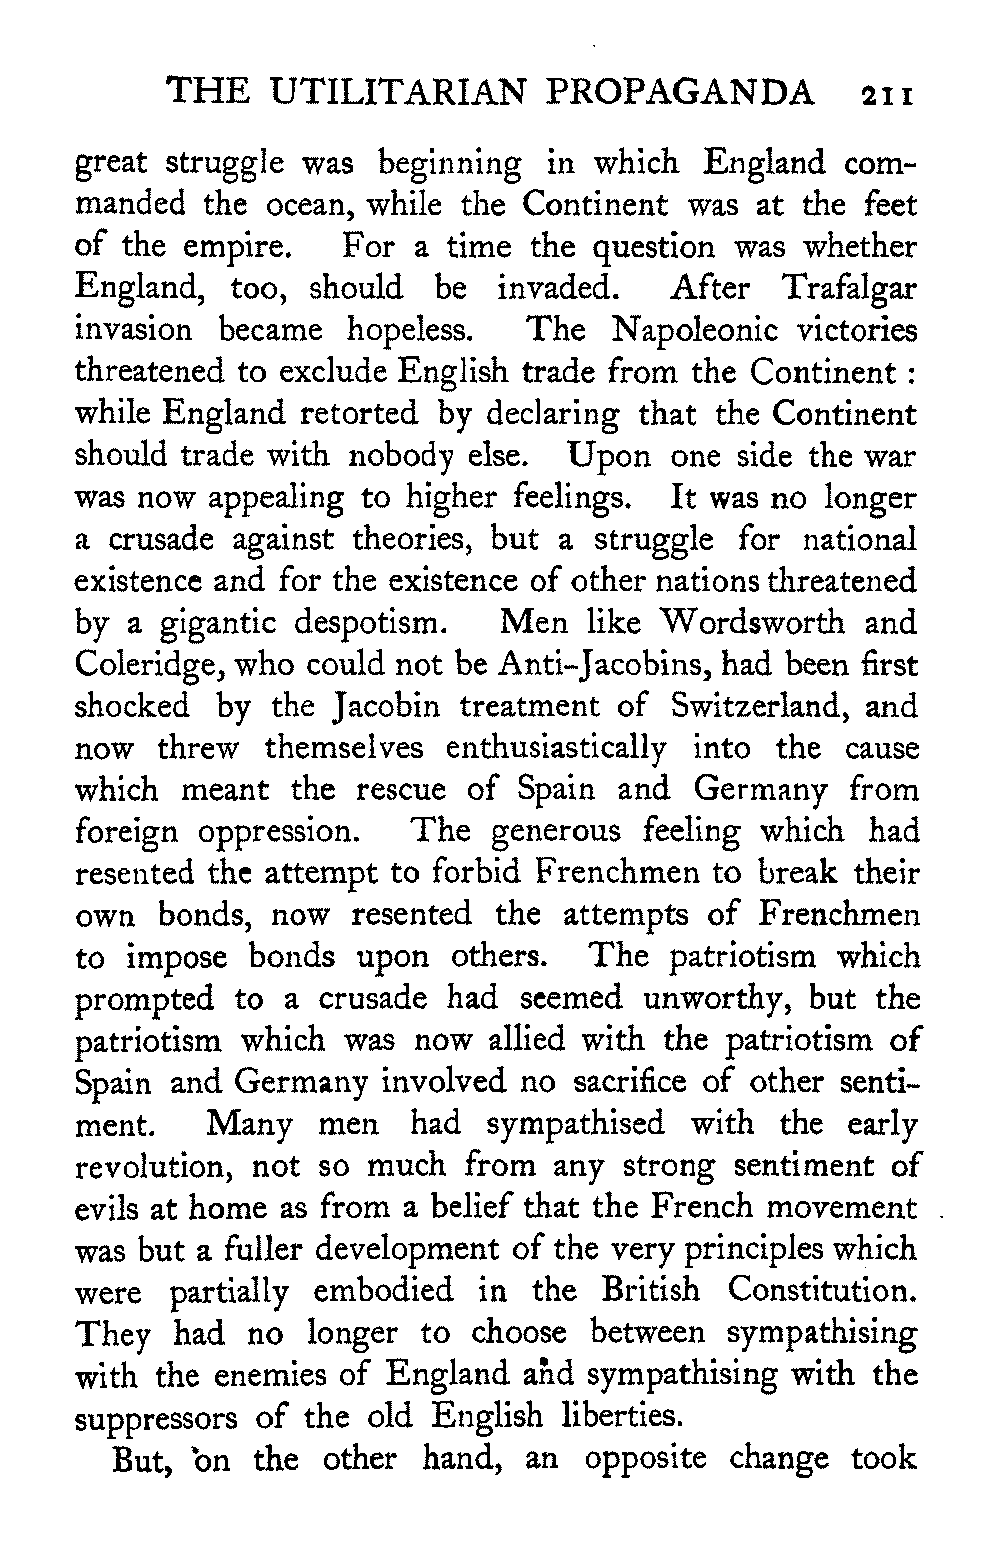 THE UTILITARIAN PROPAGANDA 211
great struggle was beginning in which England com-
manded the ocean, while the Continent was at the feet
of the empire. For a time the question was whether
England, too, should be invaded. After Trafalgar
invasion became hopeless. The Napoleonic victories
threatened to exclude English trade from the Continent :
while England retorted by declaring that the Continent
should trade with nobody else. Upon one side the war
was now appealing to higher feelings. It was no longer
a crusade against theories, but a struggle for national
existence and for the existence of other nations threatened
by a gigantic despotism. Men like Wordsworth and
Coleridge, who could not be Anti-Jacobins, had been first
shocked by the Jacobin treatment of Switzerland, and
now threw themselves enthusiastically into the cause
which meant the rescue of Spain and Germany from
foreign oppression. The generous feeling which had
resented the attempt to forbid Frenchmen to break their
own bonds, now resented the attempts of Frenchmen
to impose bonds upon others. The patriotism which
prompted to a crusade had seemed unworthy, but the
patriotism which was now allied with the patriotism of
Spain and Germany involved no sacrifice of other senti-
ment. Many men had sympathised with the early
revolution, not so much from any strong sentiment of
evils at home as from a belief that the French movement
was but a fuller development of the very principles which
were partially embodied in the British Constitution.
They had no longer to choose between sympathising
with the enemies of England and sympathising with the
suppressors of the old English liberties.
But, on the other hand, an opposite change took